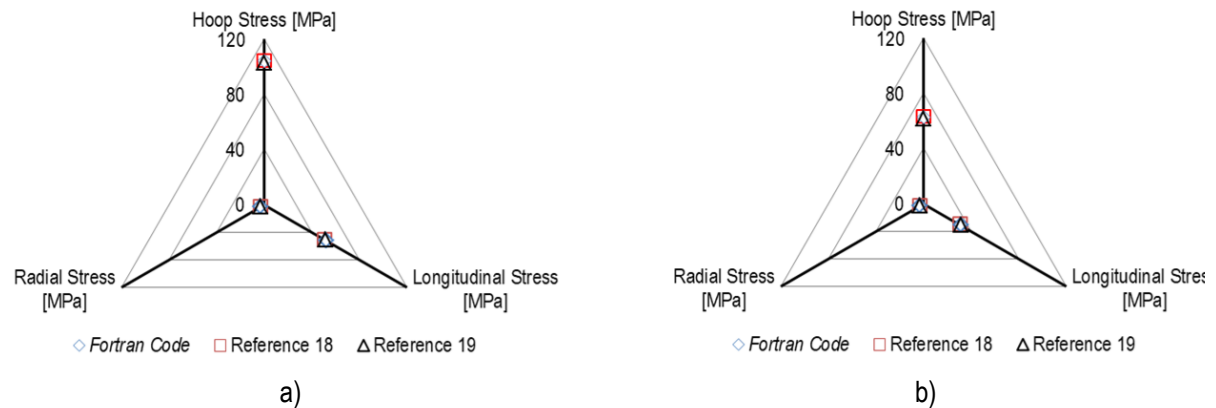 Hoop Stress [MPa]
120
80
40
0
Radial Stress
[MPa]
Longitudinal Stress
[MPa]
Fortran Code
Reference 18
Reference 19
a)
Hoop Stress [MPa]
120
80
40
0
Radial Stress
[MPa]
Longitudinal Stress
[MPa]
Fortran Code
Reference 18
Reference 19
b)